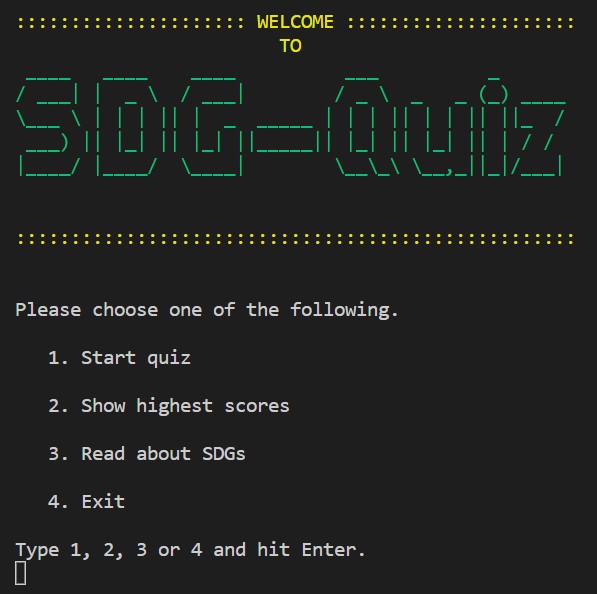 ::::::::::::::::::::: WELCOME :::::::::::::::::::::
TO
SDG-Quiz
:::::::::::::::::::::::::::::::::::::::::::::::::::
Please choose one of the following.
1. Start quiz
2. Show highest scores
3. Read about SDGs
4. Exit
Type 1, 2, 3 or 4 and hit Enter.